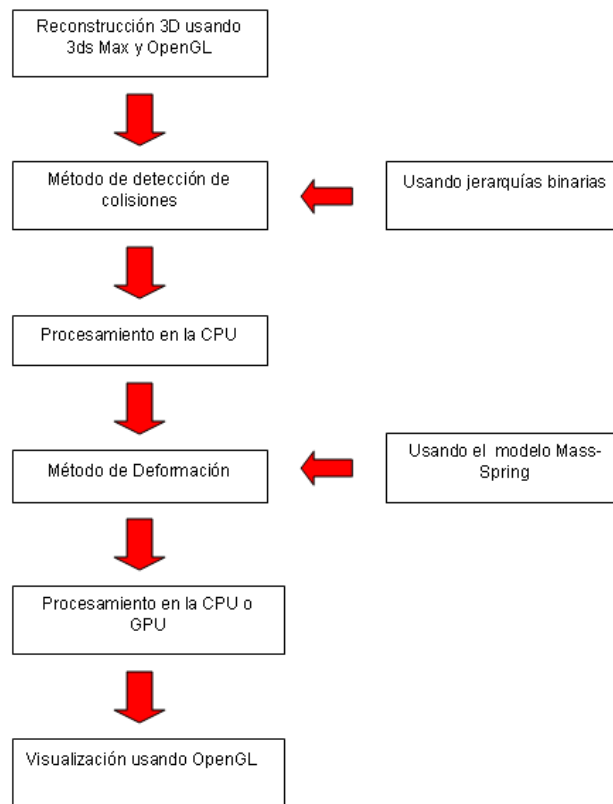 Reconstrucción 3D usando
3ds Max y OpenGL
Método de detección de
colisiones
Usando jerarquías binarias
Procesamiento en la CPU
Método de Deformación
Usando el modelo Mass-
Spring
Procesamiento en la CPU o
GPU
Visualización usando OpenGL